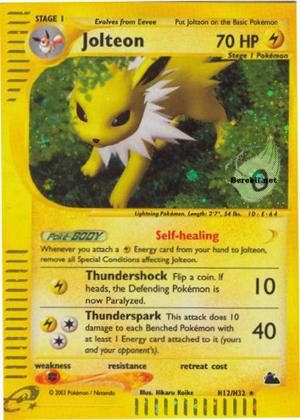 STAGE 1
Evolves from Eevee
Put Jolteon on the Basic Pokémon
Jolteon
70 HP
Stage 1 Pokémon
Berebil.net
Lightning Pokémon. Length: 2'7", 54 lbs. 10 · E · 64
Poké-BODY
Self-healing
Whenever you attach a Energy card from your hand to Jolteon,
remove all Special Conditions affecting Jolteon.
Thundershock Flip a coin. If
heads, the Defending Pokémon is
now Paralyzed.
10
Thunderspark This attack does 10
damage to each Benched Pokémon with
at least 1 Energy card attached to it (yours
and your opponent's).
40
weakness
resistance
retreat cost
© 2003 Pokémon / Nintendo
Illus. Hikaru Koike
H12/H32